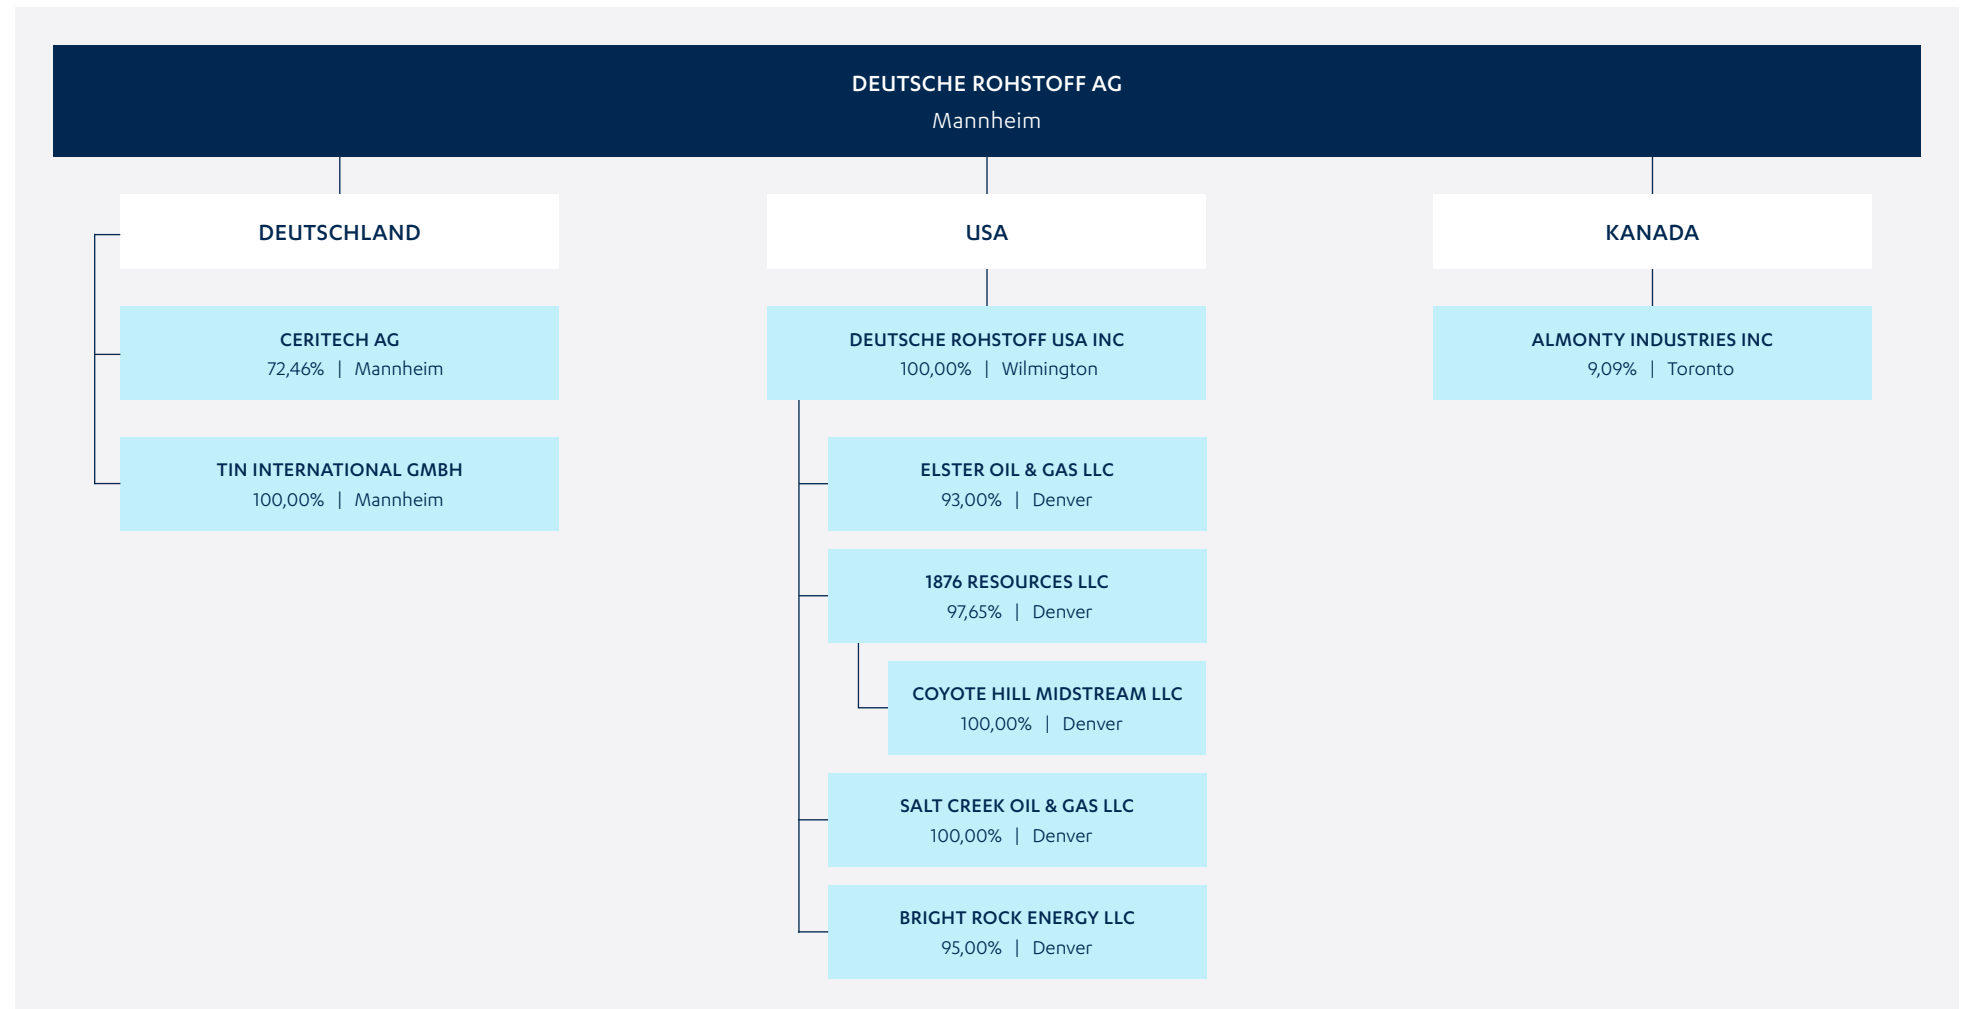 DEUTSCHE ROHSTOFF AG
Mannheim
DEUTSCHLAND
CERITECH AG
72,46% | Mannheim
TIN INTERNATIONAL GMBH
100,00% | Mannheim
USA
DEUTSCHE ROHSTOFF USA INC
100,00% | Wilmington
ELSTER OIL & GAS LLC
93,00% | Denver
1876 RESOURCES LLC
97,65% | Denver
COYOTE HILL MIDSTREAM LLC
100,00% | Denver
SALT CREEK OIL & GAS LLC
100,00% | Denver
BRIGHT ROCK ENERGY LLC
95,00% | Denver
KANADA
ALMONTY INDUSTRIES INC
9,09% | Toronto